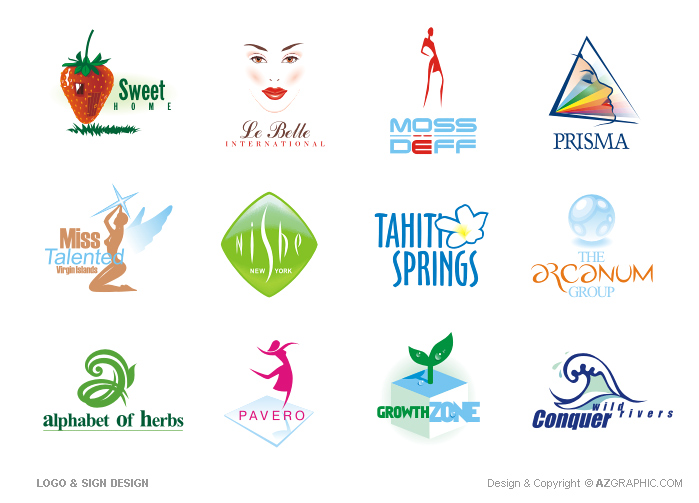 Sweet
HOME
Le Belle
INTERNATIONAL
MOSS
DËFF
PRISMA
Miss
Talented
Virgin Islands
Nishe
NEW YORK
TAHITI
SPRINGS
THE
arcanum
GROUP
alphabet of herbs
PAVERO
GROWTHZONE
wild
Conquer rivers
LOGO & SIGN DESIGN
Design & Copyright © AZGRAPHIC.COM